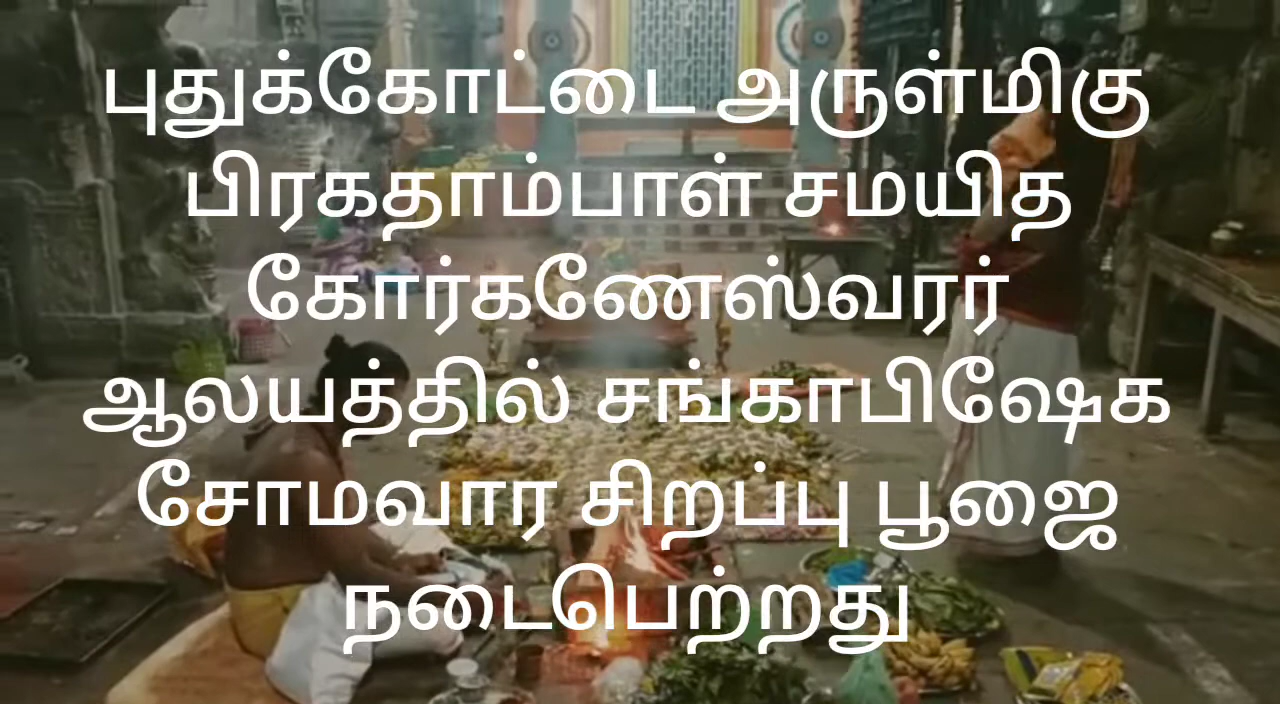 புதுக்கோட்டை அருள்மிகு
பிரகதாம்பாள் சமயித
கோர்கணேஸ்வரர்
ஆலயத்தில் சங்காபிஷேக
சோமவார சிறப்பு பூஜை
நடைபெற்றது